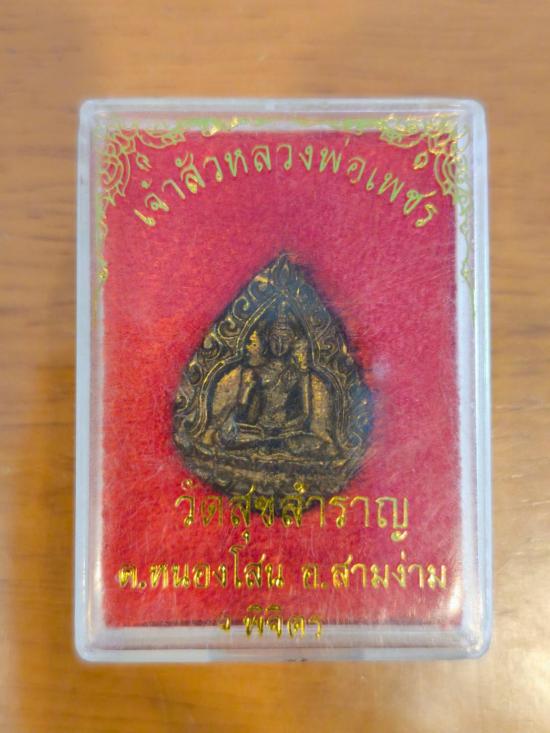 เจ้าสัวหลวงพ่อเพชร
วัดสุขสำราญ
ต.หนองโสน อ.สามง่าม
จ.พิจิตร